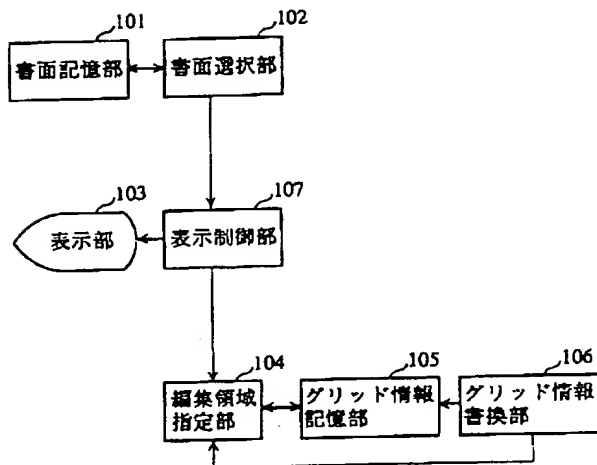 101
102
書面記憶部
書面選択部
103
107
表示部
表示制御部
104
105
106
編集領域
指定部
グリッド情報
記憶部
グリッド情報
書換部